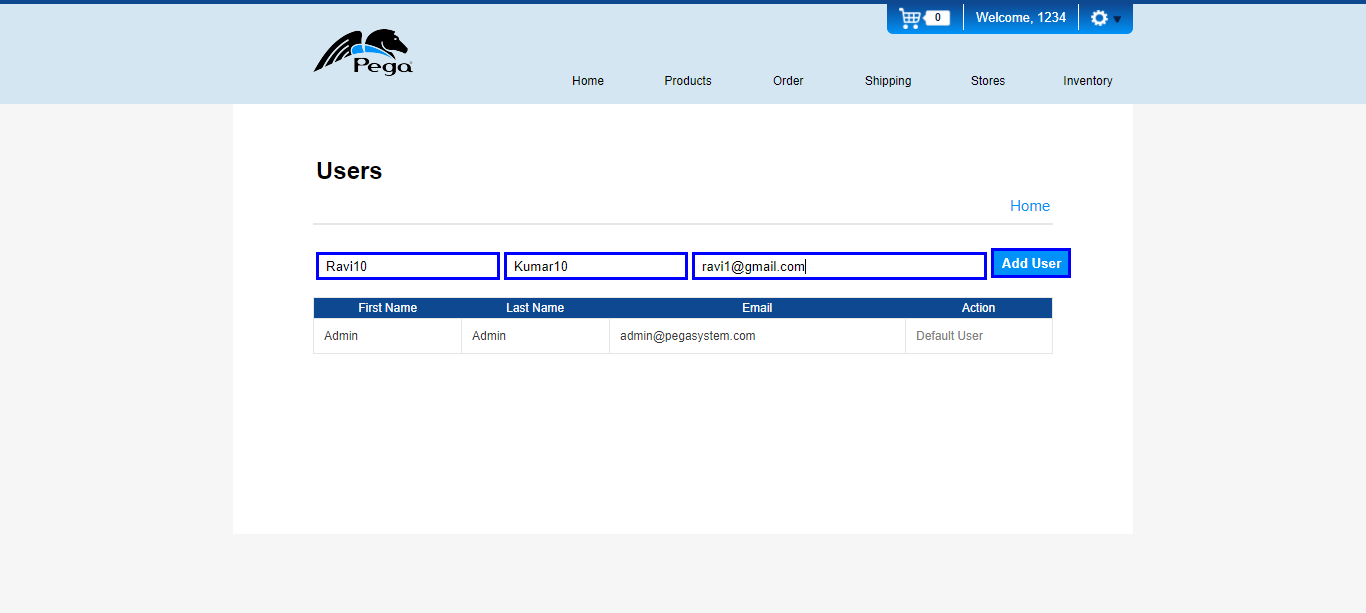 0 Welcome, 1234
Pega
Home Products Order Shipping Stores Inventory
Users
Home
Ravi10 Kumar10 ravi1@gmail.com Add User
First Name Last Name Email Action
Admin Admin admin@pegasystem.com Default User